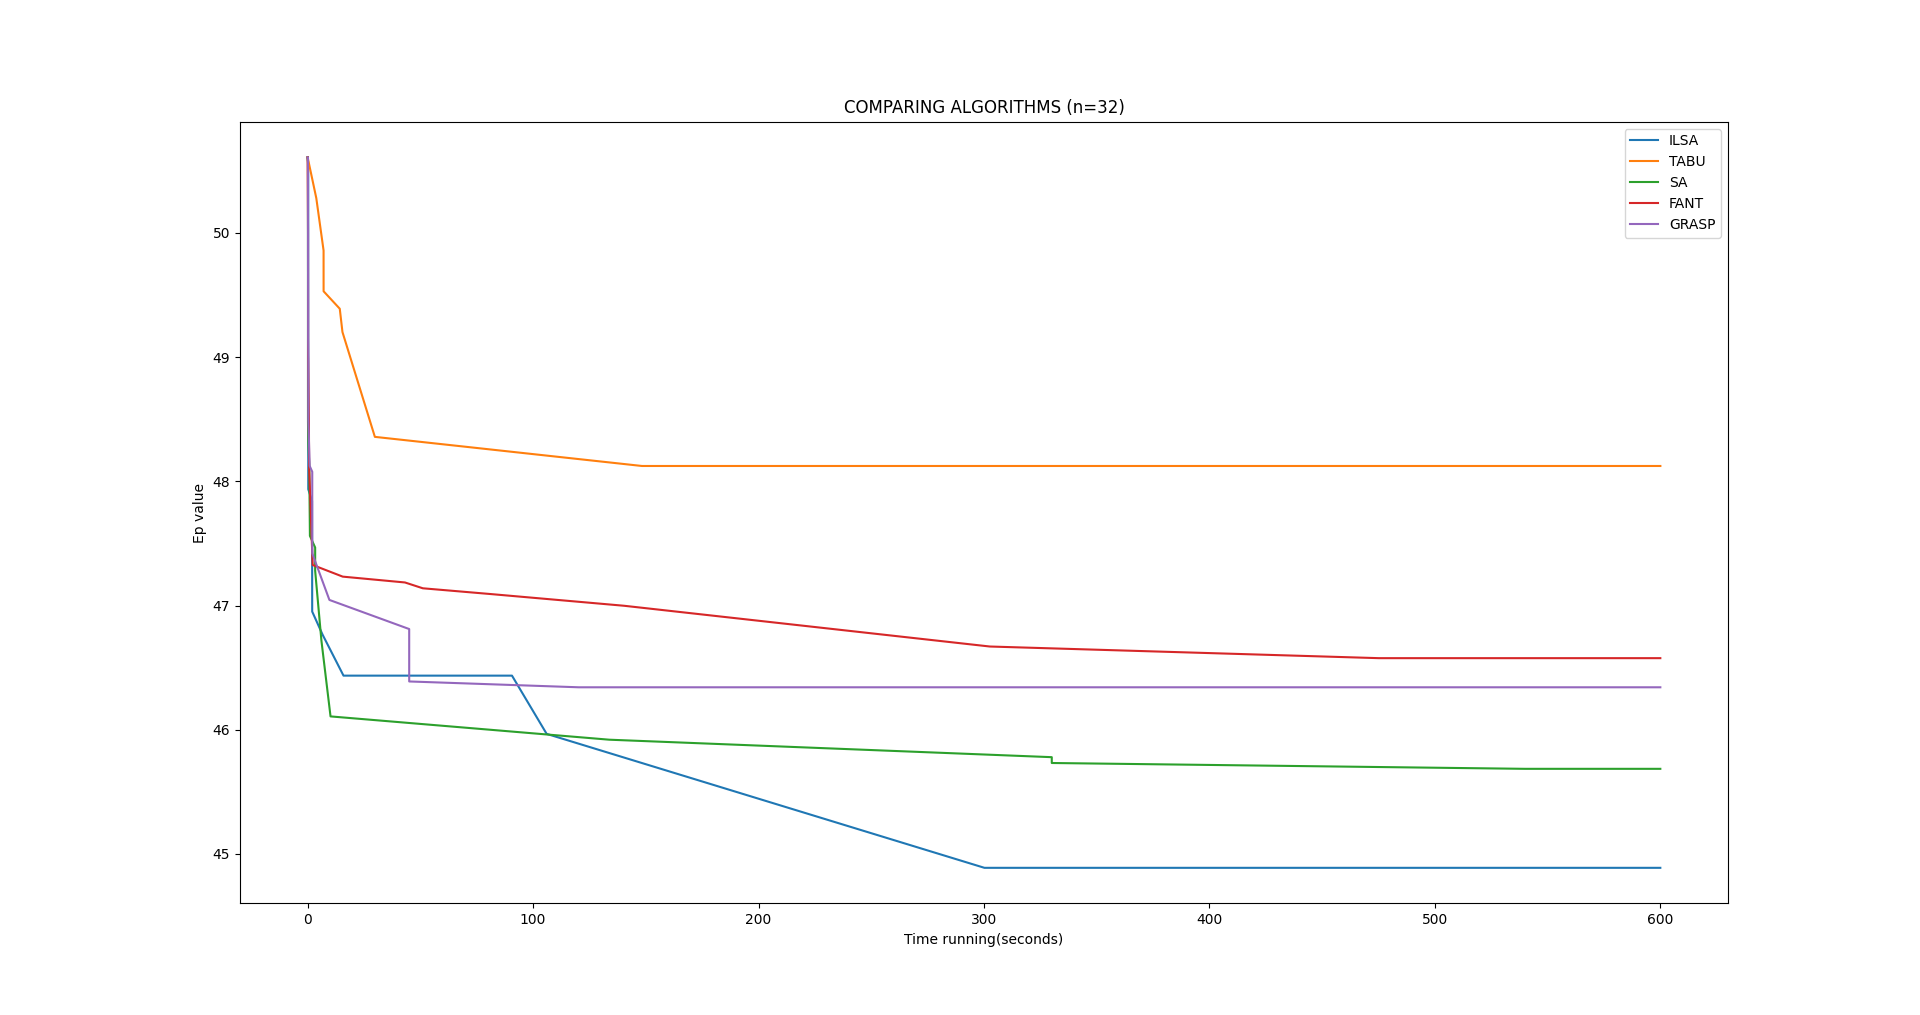 COMPARING ALGORITHMS (n=32)
ILSA
TABU
SA
FANT
GRASP
50
49
48
47
46
45
Ep value
0 100 200 300 400 500 600
Time running(seconds)